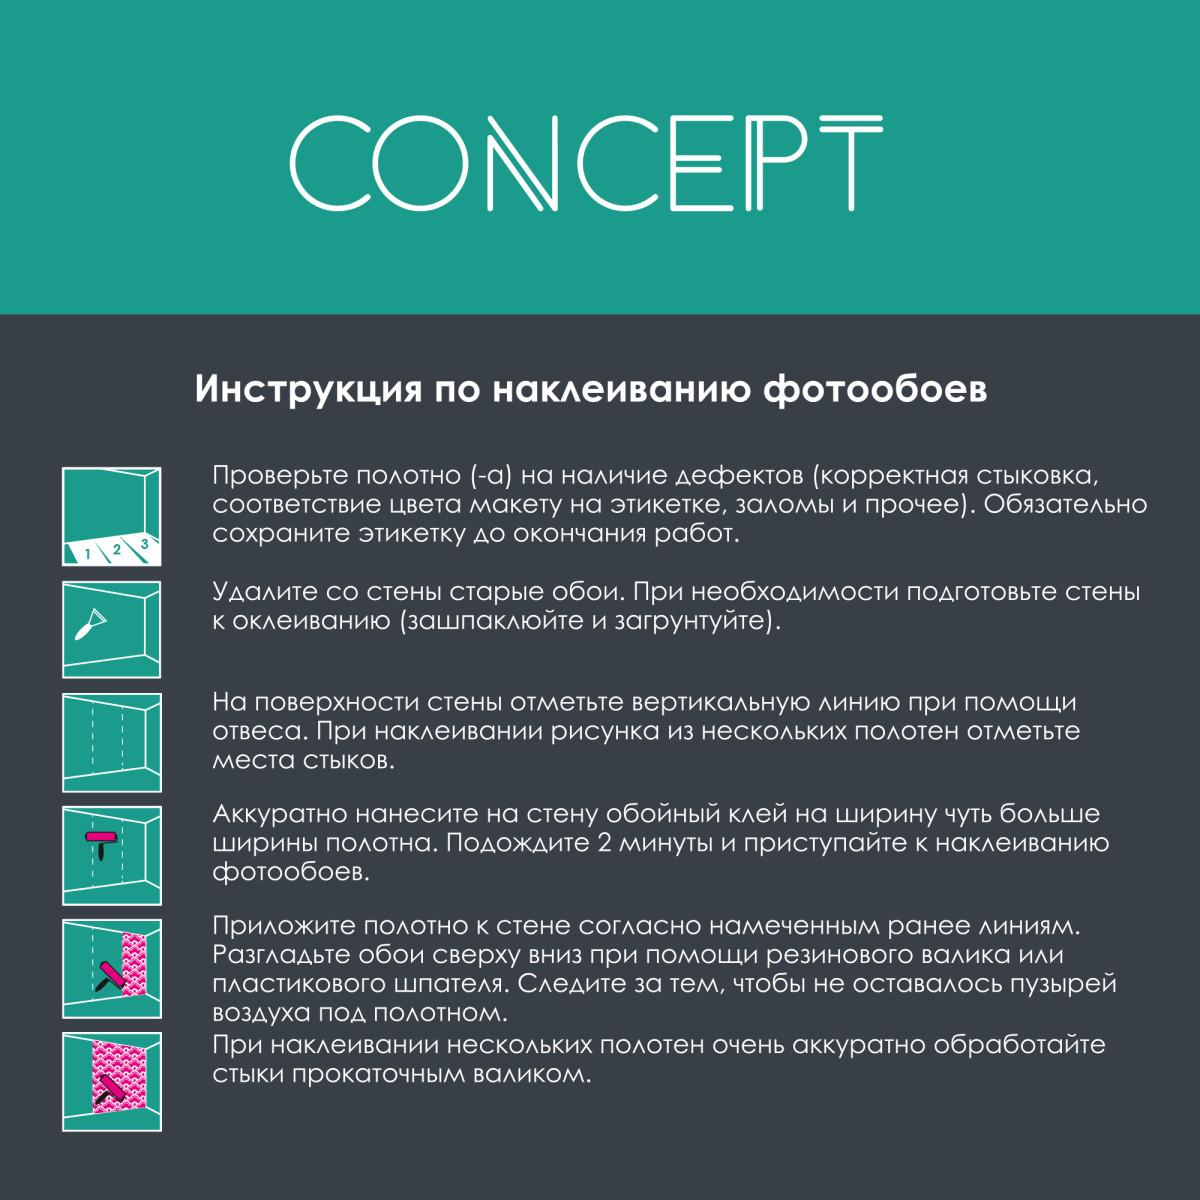 CONCEPT
Инструкция по наклеиванию фотообоев
Проверьте полотно (-а) на наличие дефектов (корректная стыковка,
соответствие цвета макету на этикетке, заломы и прочее). Обязательно
сохраните этикетку до окончания работ.
1 2 3
Удалите со стены старые обои. При необходимости подготовьте стены
к оклеиванию (зашпаклюйте и загрунтуйте).
На поверхности стены отметьте вертикальную линию при помощи
отвеса. При наклеивании рисунка из нескольких полотен отметьте
места стыков.
Аккуратно нанесите на стену обойный клей на ширину чуть больше
ширины полотна. Подождите 2 минуты и приступайте к наклеиванию
фотообоев.
Приложите полотно к стене согласно намеченным ранее линиям.
Разгладьте обои сверху вниз при помощи резинового валика или
пластикового шпателя. Следите за тем, чтобы не оставалось пузырей
воздуха под полотном.
При наклеивании нескольких полотен очень аккуратно обработайте
стыки прокаточным валиком.